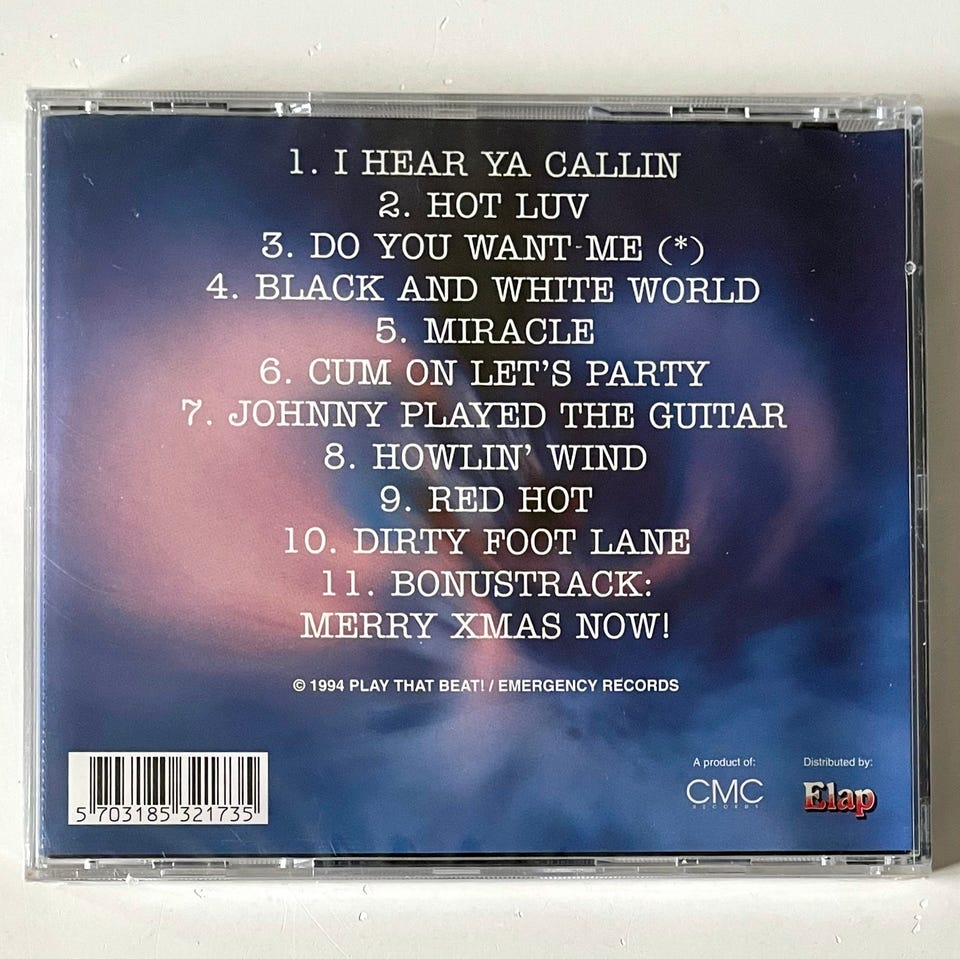 1. I HEAR YA CALLIN
2. HOT LUV
3. DO YOU WANT-ME (*)
4. BLACK AND WHITE WORLD
5. MIRACLE
6. CUM ON LET'S PARTY
7. JOHNNY PLAYED THE GUITAR
8. HOWLIN' WIND
9. RED HOT
10. DIRTY FOOT LANE
11. BONUSTRACK:
MERRY XMAS NOW!
© 1994 PLAY THAT BEAT! / EMERGENCY RECORDS
A product of:
CMC
RECORDS
Distributed by:
Elap
5 703185 321735